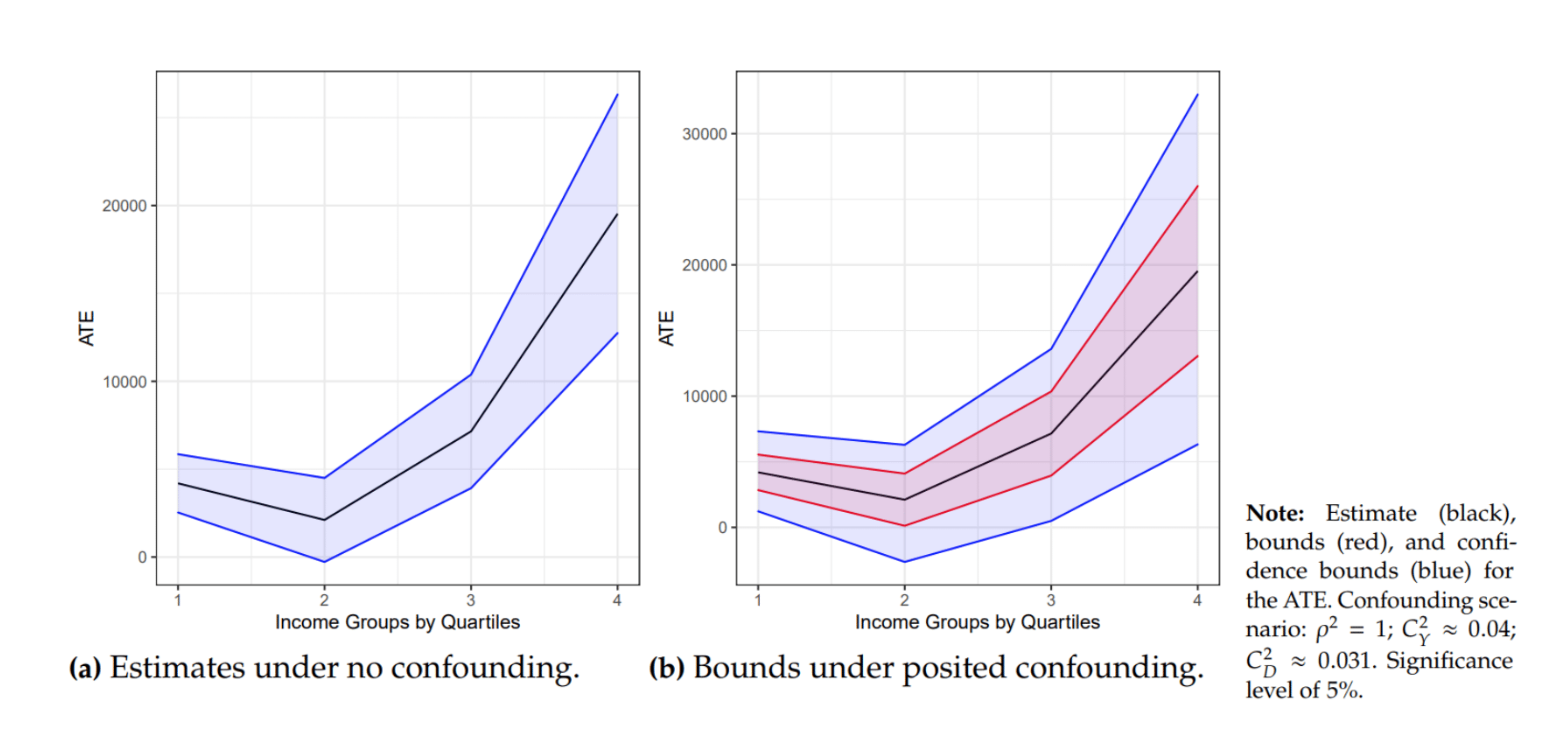 ATE
20000
10000
0
1 2 3 4
Income Groups by Quartiles
(a) Estimates under no confounding.
ATE
30000
20000
10000
0
1 2 3 4
Income Groups by Quartiles
(b) Bounds under posited confounding.
Note: Estimate (black),
bounds (red), and confi-
dence bounds (blue) for
the ATE. Confounding sce-
nario: ρ² = 1; C²_Y ≈ 0.04;
C²_D ≈ 0.031. Significance
level of 5%.